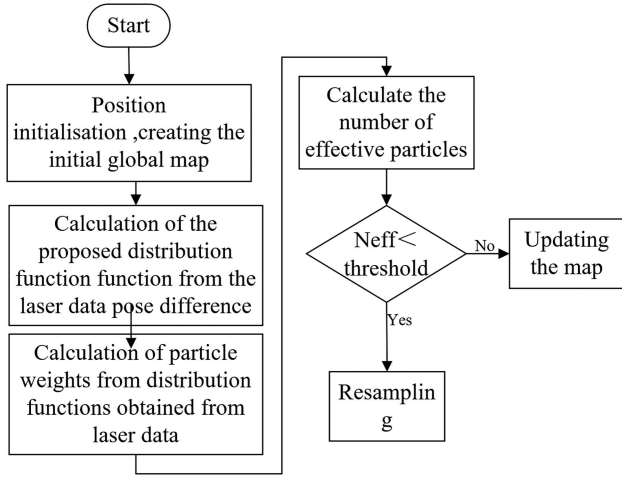 Start
Position
initialisation ,creating the
initial global map
Calculation of the
proposed distribution
function function from the
laser data pose difference
Calculation of particle
weights from distribution
functions obtained from
laser data
Calculate the
number of
effective particles
Neff<
threshold
No
Updating
the map
Yes
Resamplin
g